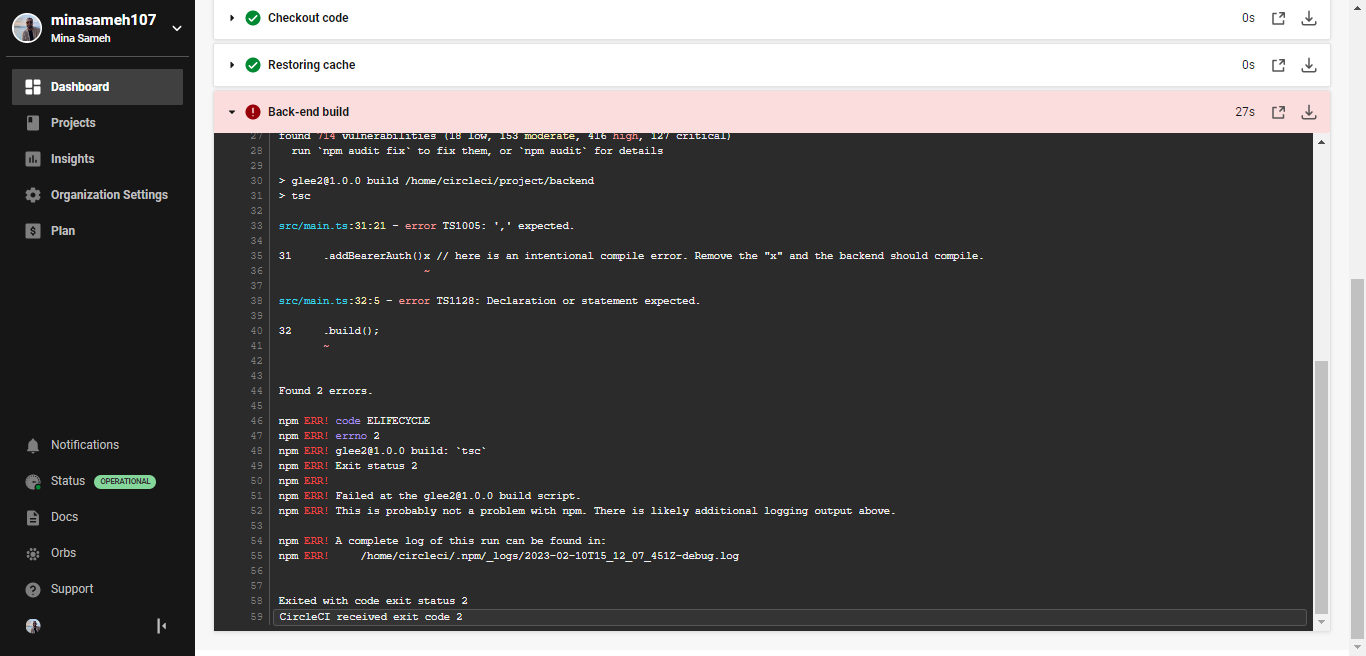 minasameh107
Mina Sameh
Dashboard
Projects
Insights
Organization Settings
Plan
Notifications
Status OPERATIONAL
Docs
Orbs
Support
Checkout code 0s
Restoring cache 0s
Back-end build 27s
27 found 714 vulnerabilities (18 low, 153 moderate, 416 high, 127 critical)
28 run `npm audit fix` to fix them, or `npm audit` for details
29
30 > glee2@1.0.0 build /home/circleci/project/backend
31 > tsc
32
33 src/main.ts:31:21 - error TS1005: ',' expected.
34
35 31 .addBearerAuth()x // here is an intentional compile error. Remove the "x" and the backend should compile.
36 ~
37
38 src/main.ts:32:5 - error TS1128: Declaration or statement expected.
39
40 32 .build();
41 ~
42
43
44 Found 2 errors.
45
46 npm ERR! code ELIFECYCLE
47 npm ERR! errno 2
48 npm ERR! glee2@1.0.0 build: `tsc`
49 npm ERR! Exit status 2
50 npm ERR!
51 npm ERR! Failed at the glee2@1.0.0 build script.
52 npm ERR! This is probably not a problem with npm. There is likely additional logging output above.
53
54 npm ERR! A complete log of this run can be found in:
55 npm ERR! /home/circleci/.npm/_logs/2023-02-10T15_12_07_451Z-debug.log
56
57
58 Exited with code exit status 2
59 CircleCI received exit code 2